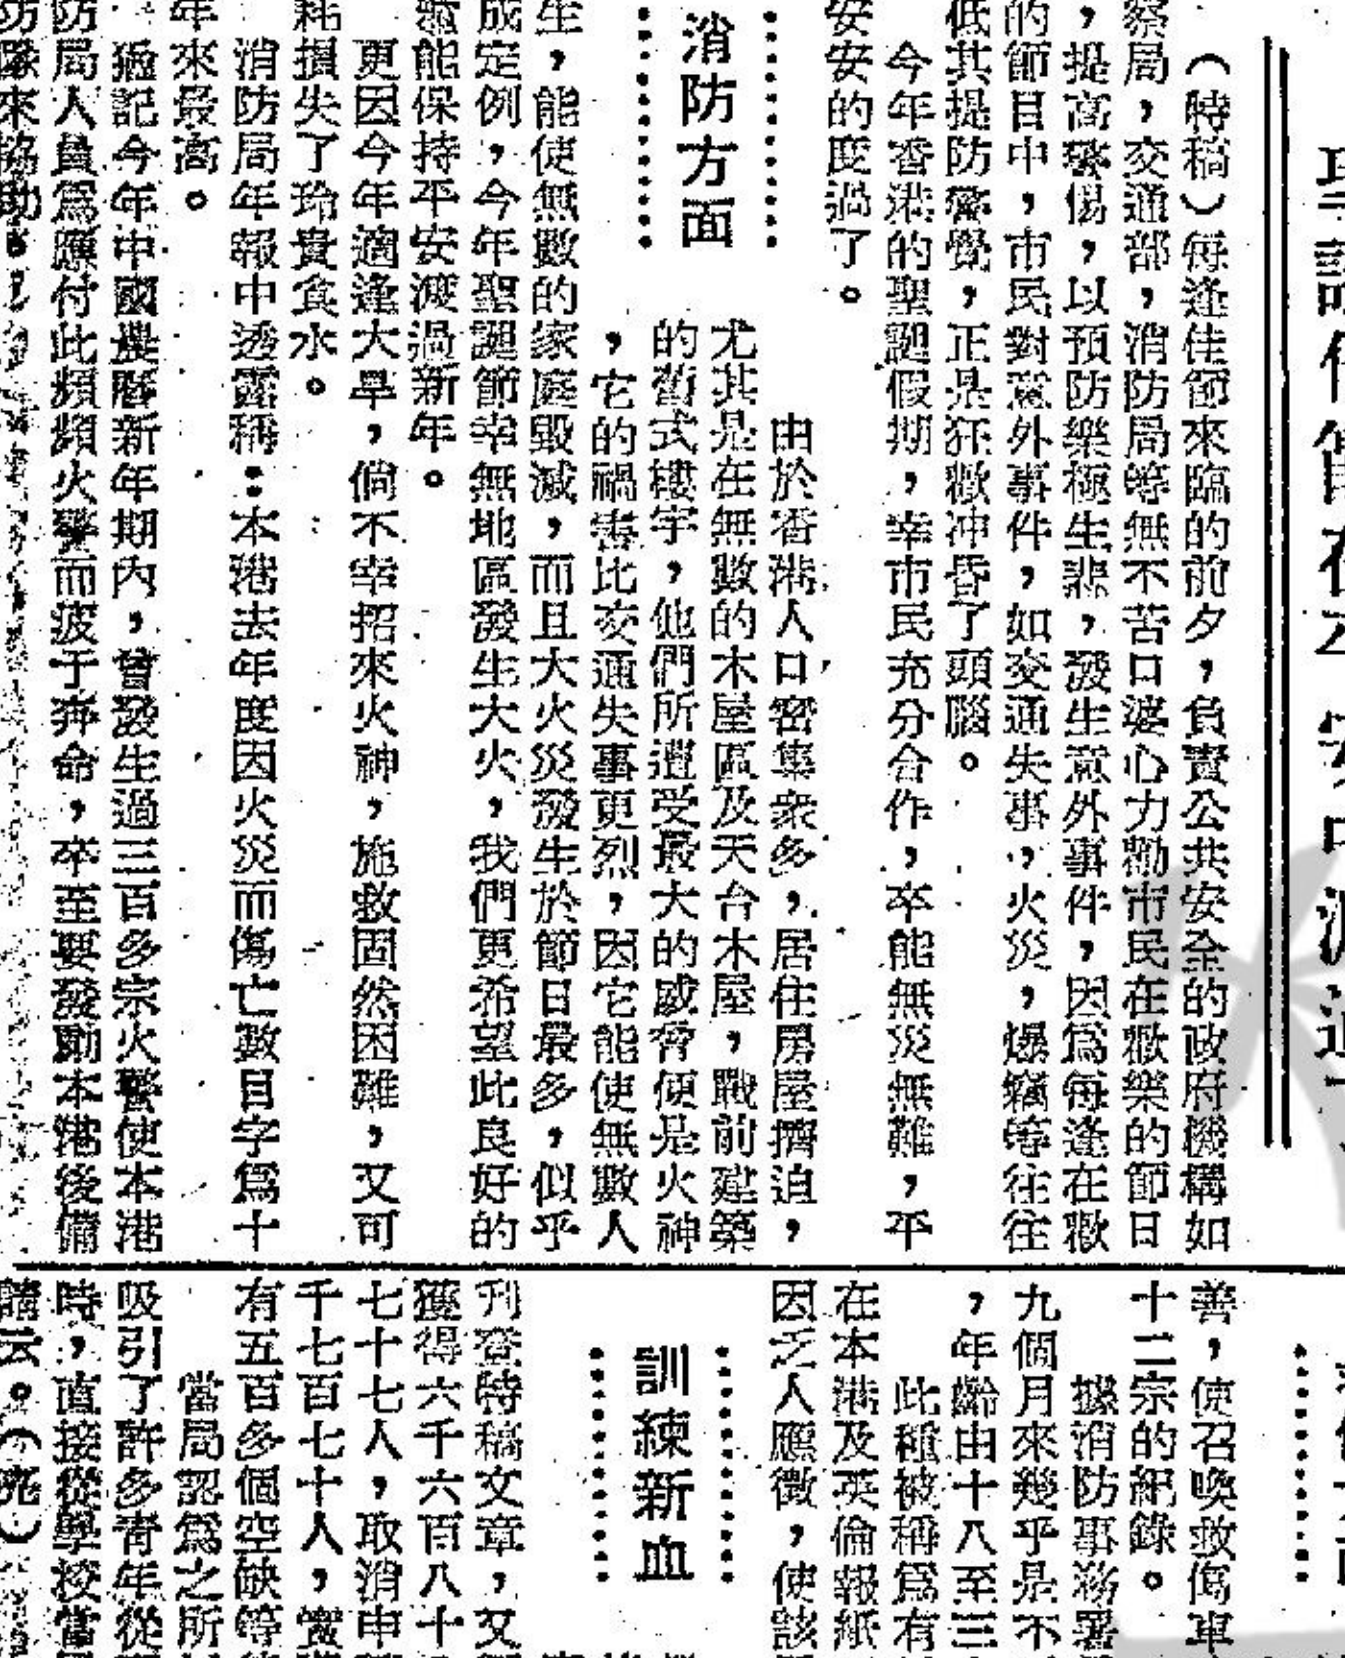 （特稿）每逢佳節來臨的前夕，負責公共安全的政府機構如
察局，交通部，消防局等無不苦口婆心力勸市民在歡樂的節日
，提高警惕，以預防樂極生悲，發生意外事件，因爲每逢在歡
的節目中，市民對意外事件，如交通失事，火災，爆竊等往往
低其提防警覺，正是狂歡冲昏了頭腦。
今年香港的聖誕假期，幸市民充分合作，卒能無災無難，平
安安的度過了。
消防方面
由於香港人口密集衆多，居住房屋擠迫，
尤其是在無數的木屋區及天台木屋，戰前建築
的舊式樓宇，他們所遭受最大的威脅便是火神
，它的禍害比交通失事更烈，因它能使無數人
生，能使無數的家庭毀滅，而且大火災發生於節日最多，似乎
成定例，今年聖誕節幸無地區發生大火，我們更希望此良好的
能保持平安渡過新年。
更因今年適逢大旱，倘不幸招來火神，施救固然困難，又可
耗損失了珍貴食水。
消防局年報中透露稱：本港去年度因火災而傷亡數目字爲十
年來最高。
猶記今年中國農曆新年期內，曾發生過三百多宗火警使本港
防局人員爲應付此頻頻火警而疲于奔命，卒至要發動本港後備
防隊來協助。
善，使召喚救傷車
十二宗的紀錄。
據消防事務署
九個月來幾乎是不
，年齡由十八至三
此種被稱爲有
在本港及英倫報紙
因乏人應徵，使該
訓練新血
刊登特稿文章，又
獲得六千六百八十
七十七人，取消申
千七百七十人，實
有五百多個空缺等
當局認爲之所
吸引了許多青年從
時，直接從學校當
請云。（完）